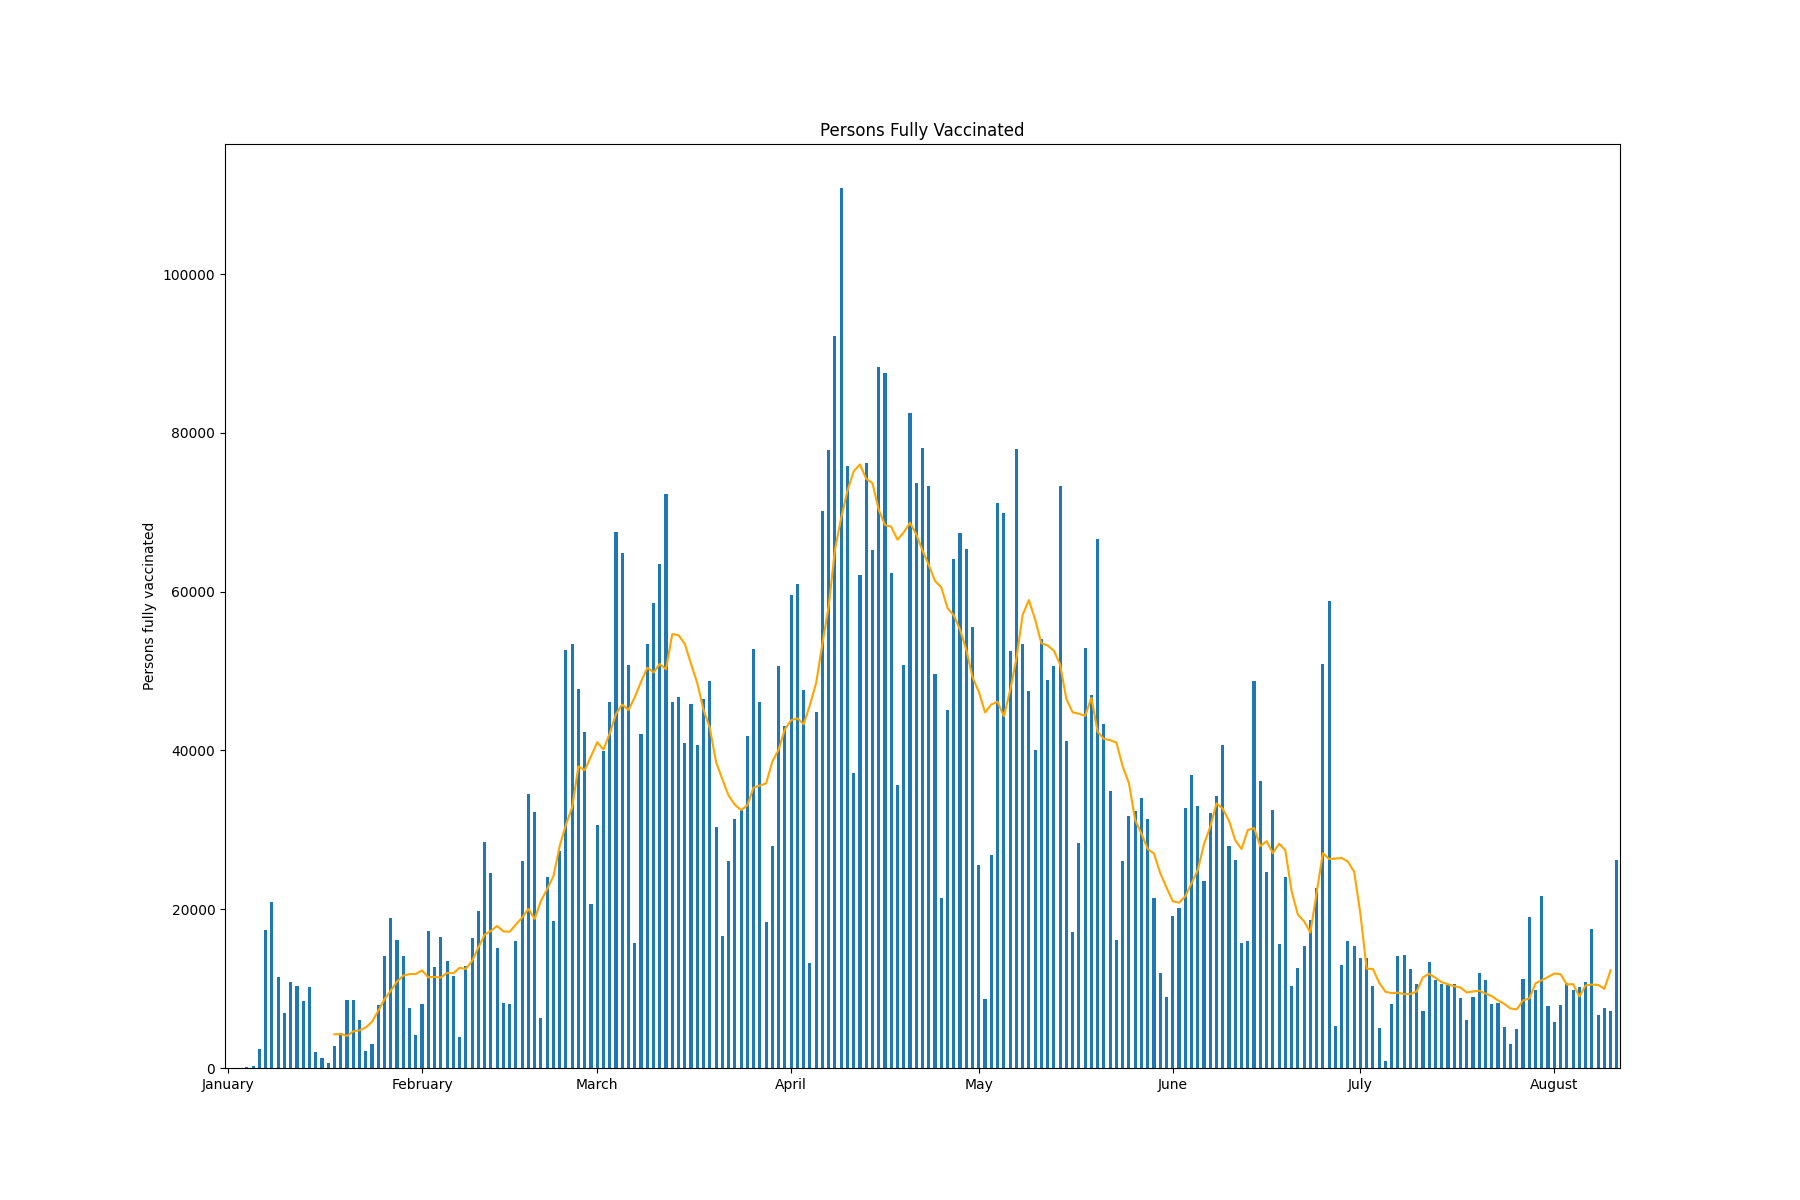 Persons Fully Vaccinated
100000
80000
60000
40000
20000
0
Persons fully vaccinated
January February March April May June July August